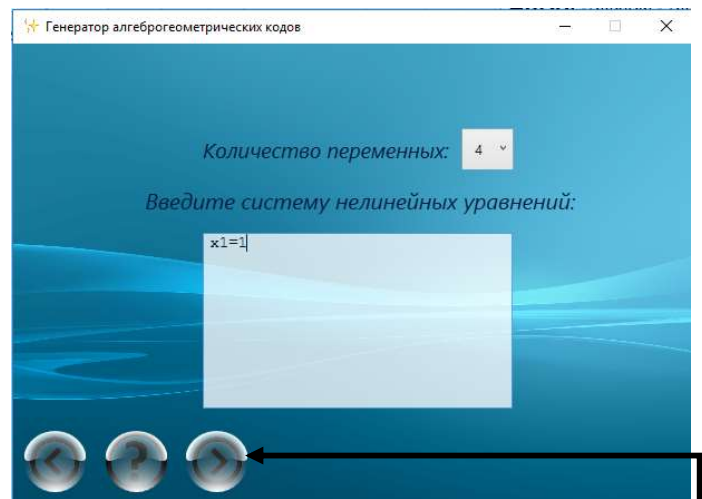 Генератор алгеброгеометрических кодов
Количество переменных: 4
Введите систему нелинейных уравнений:
x1=1
?